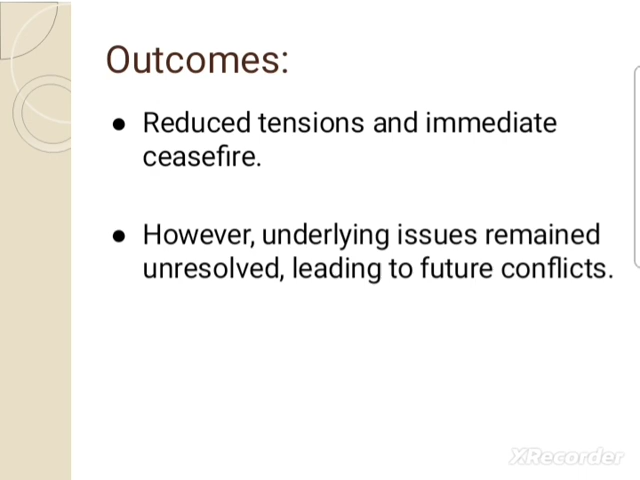 Outcomes:
● Reduced tensions and immediate
ceasefire.
● However, underlying issues remained
unresolved, leading to future conflicts.
XRecorder